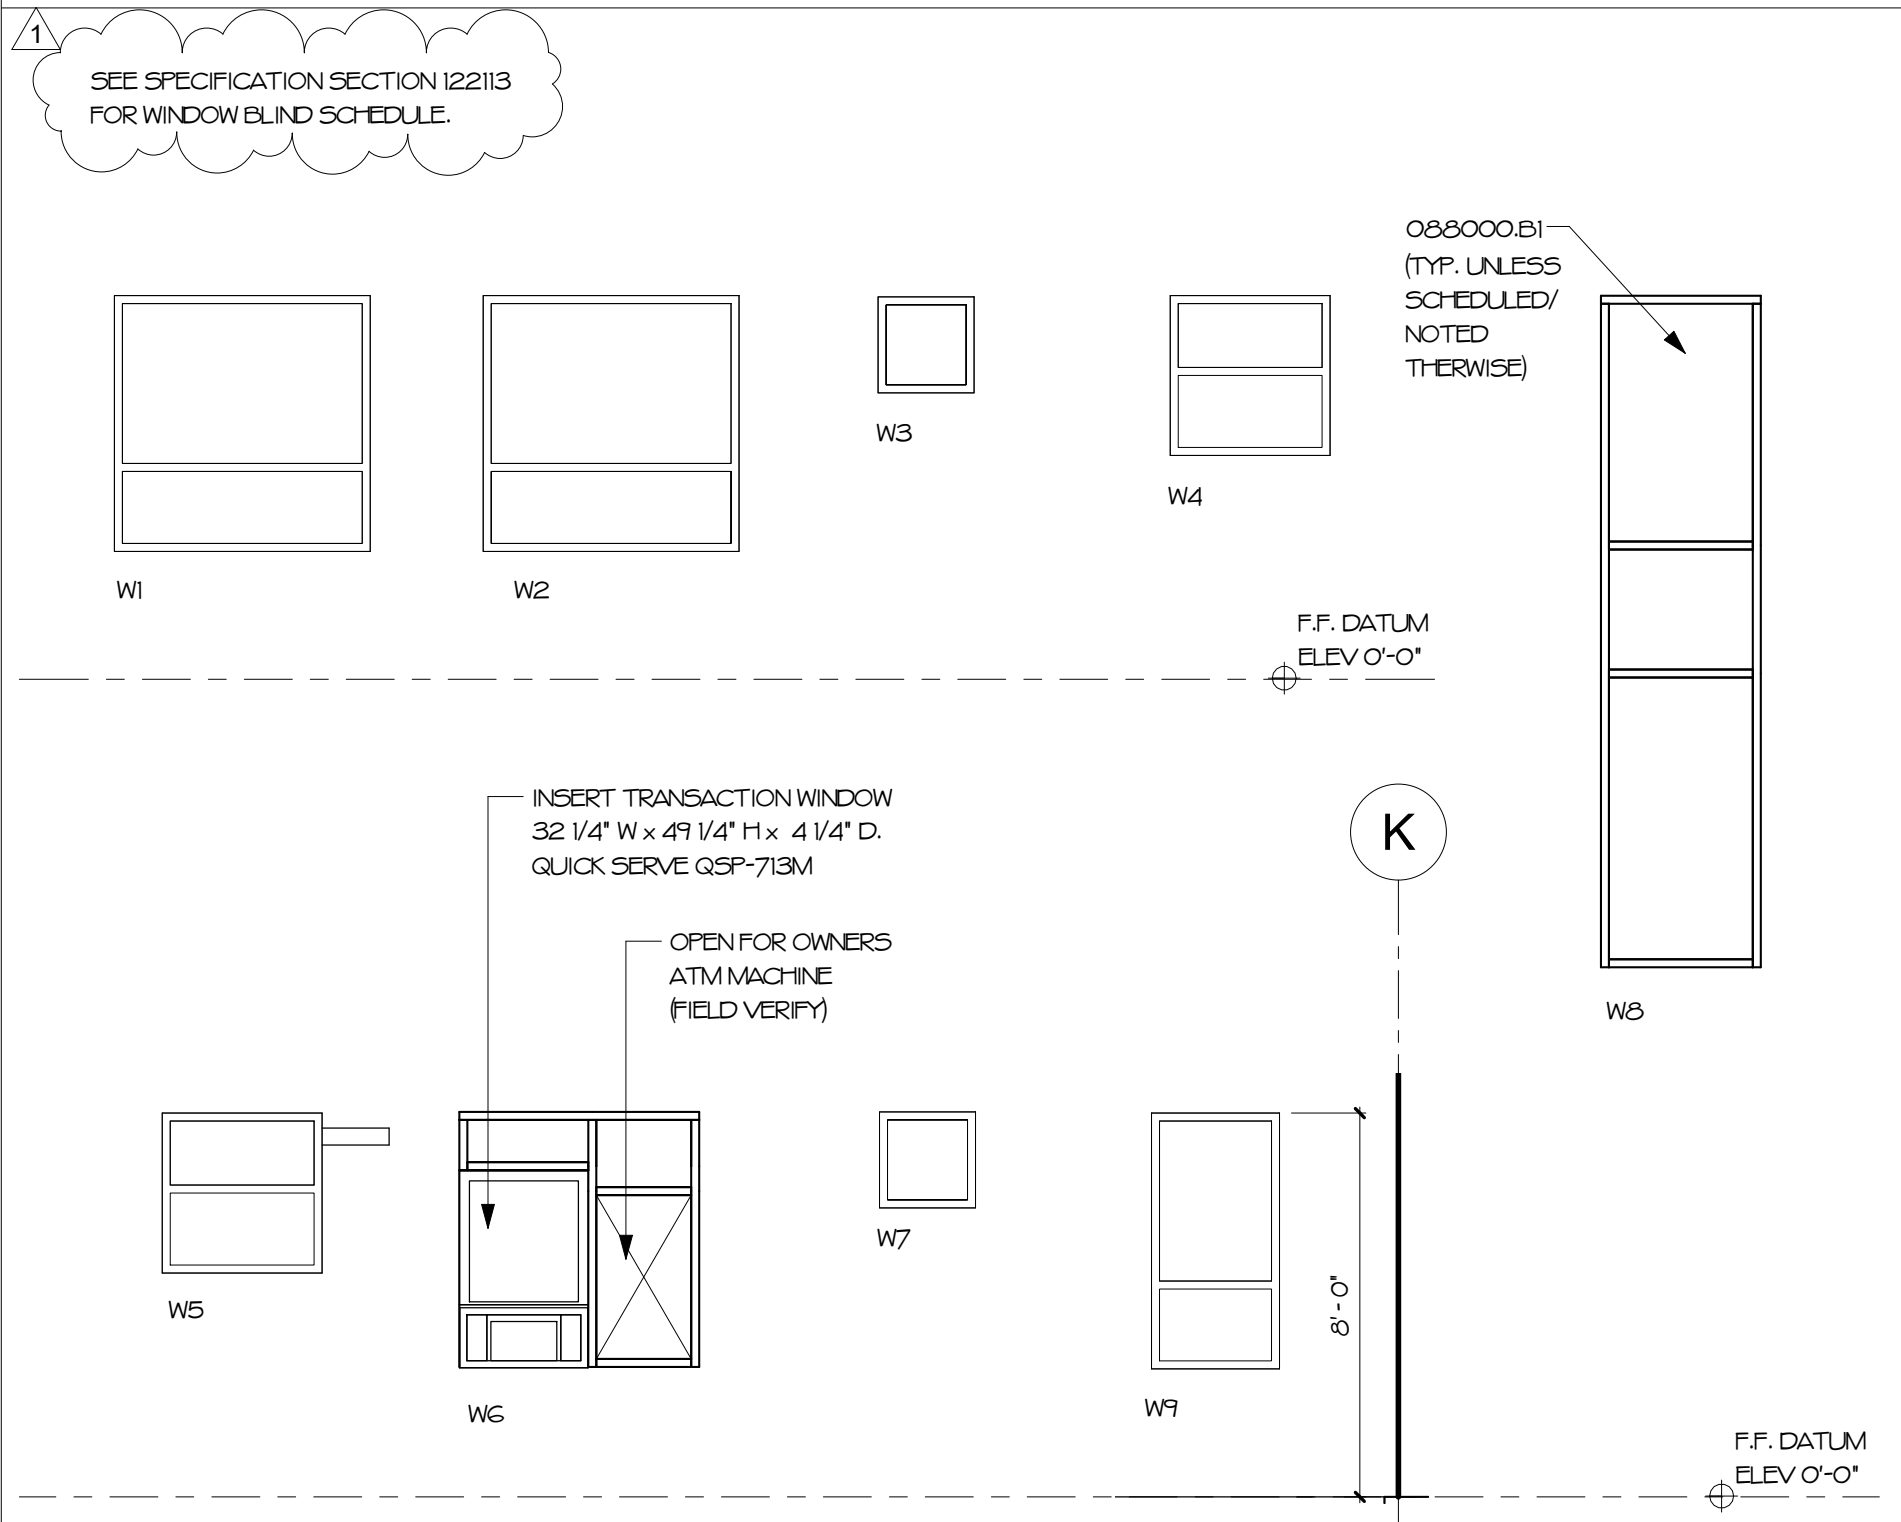 1
SEE SPECIFICATION SECTION 122113
FOR WINDOW BLIND SCHEDULE.
088000.B1
(TYP. UNLESS
SCHEDULED/
NOTED
THERWISE)
W1
W2
W3
W4
F.F. DATUM
ELEV 0'-0"
INSERT TRANSACTION WINDOW
32 1/4" W x 49 1/4" H x 4 1/4" D.
QUICK SERVE QSP-713M
OPEN FOR OWNERS
ATM MACHINE
(FIELD VERIFY)
K
W8
W5
W6
W7
W9
8'-0"
F.F. DATUM
ELEV 0'-0"